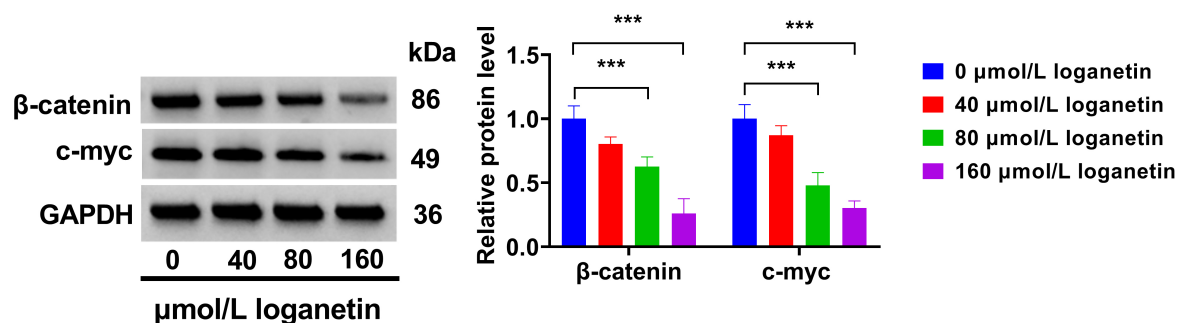 kDa
β-catenin 86
c-myc 49
GAPDH 36
0 40 80 160
μmol/L loganetin
Relative protein level
1.5
1.0
0.5
0.0
***
***
***
***
β-catenin c-myc
0 μmol/L loganetin
40 μmol/L loganetin
80 μmol/L loganetin
160 μmol/L loganetin